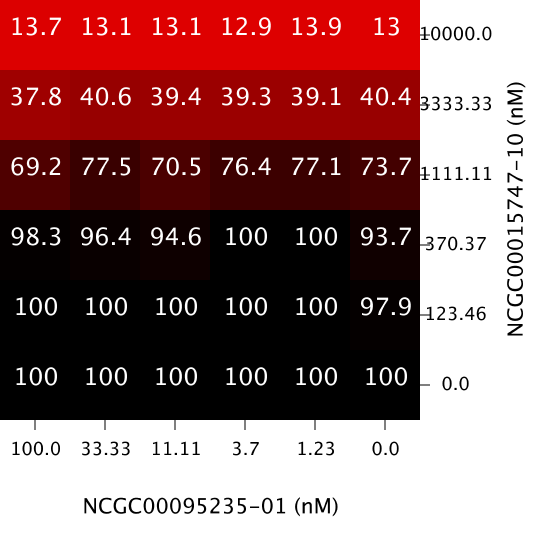 13.7 13.1 13.1 12.9 13.9 13 10000.0
37.8 40.6 39.4 39.3 39.1 40.4 3333.33
69.2 77.5 70.5 76.4 77.1 73.7 1111.11
98.3 96.4 94.6 100 100 93.7 370.37
100 100 100 100 100 97.9 123.46
100 100 100 100 100 100 0.0
100.0 33.33 11.11 3.7 1.23 0.0
NCGC00095235-01 (nM)
NCGC00015747-10 (nM)